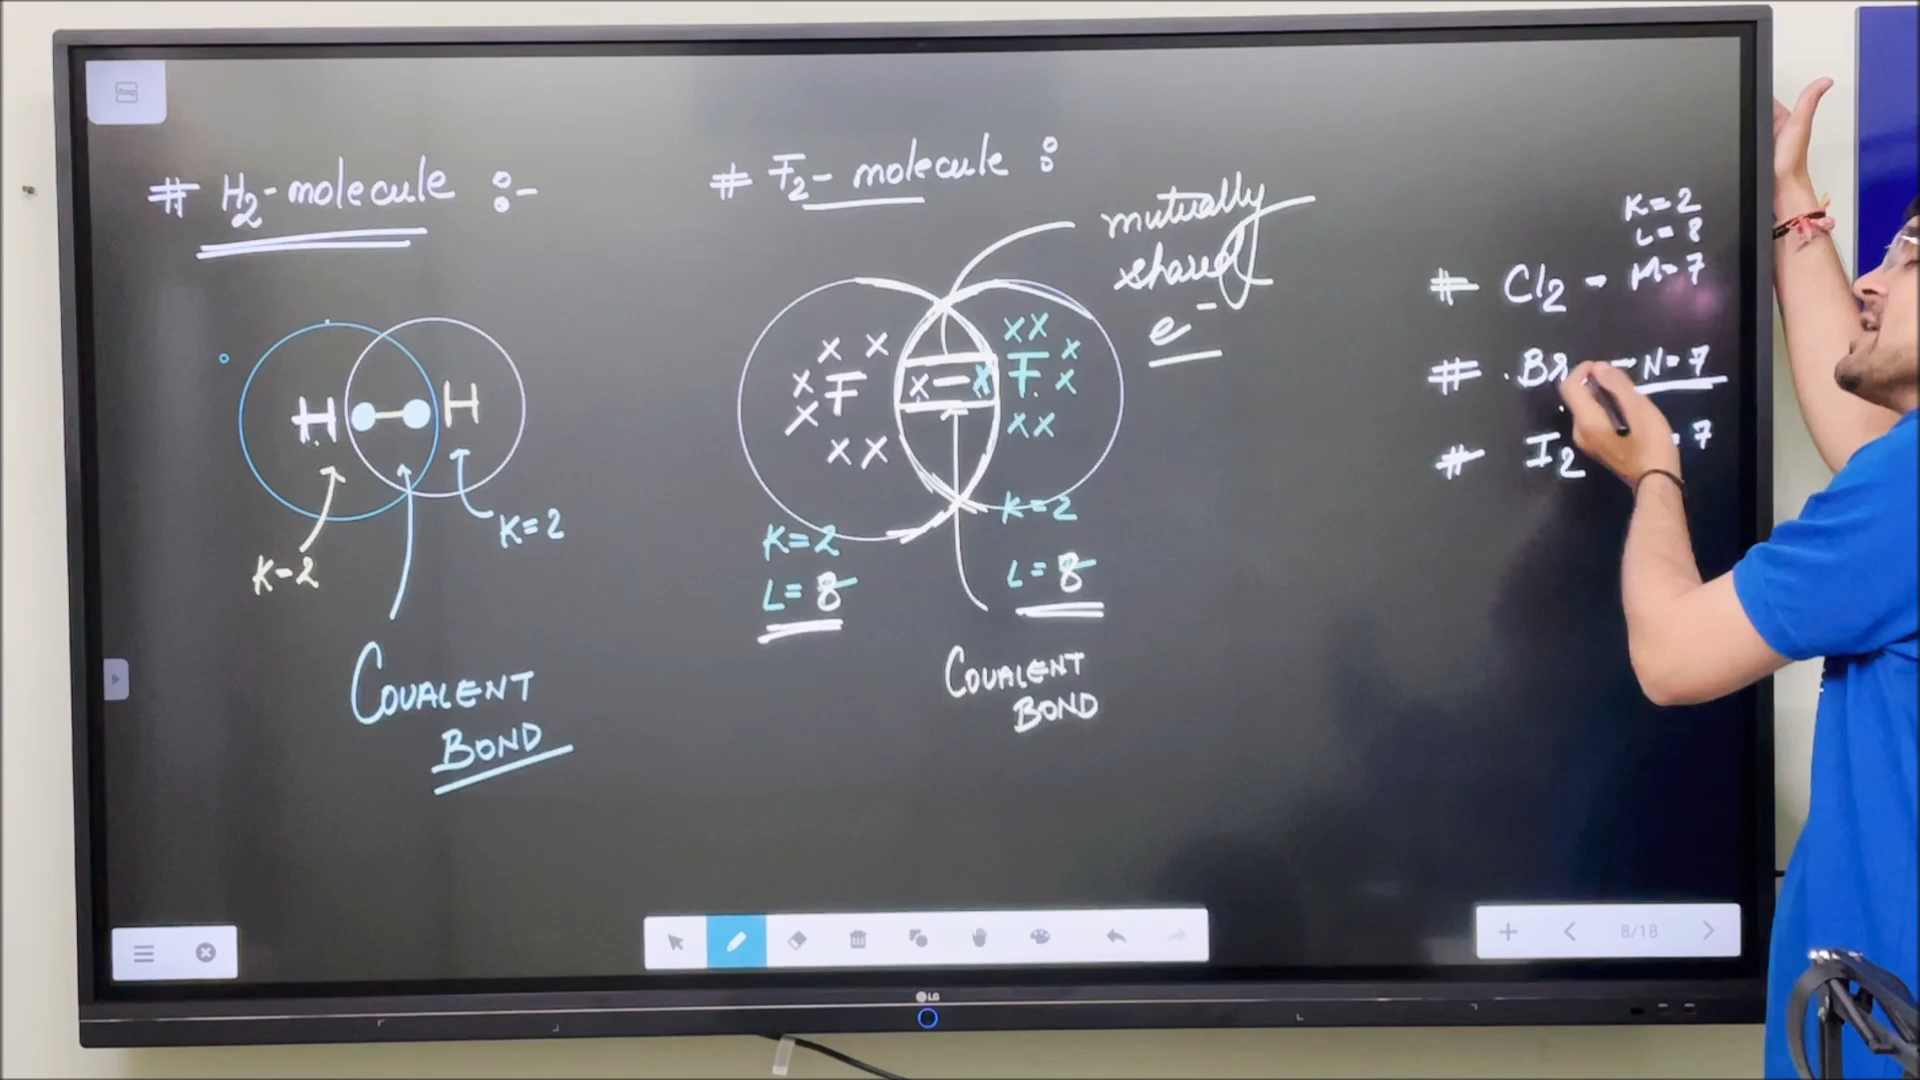 # H2-molecule :-
H H
K=2
K=2
COVALENT
BOND
# F2- molecule :
mutually
shared
e-
x x
x F x
x
x x
x x
x F x
x
x x
K=2
L=8
K=2
L=8
COVALENT
BOND
K=2
L=8
# Cl2 - M=7
# Br - N=7
# I2 = 7
8/18
LG